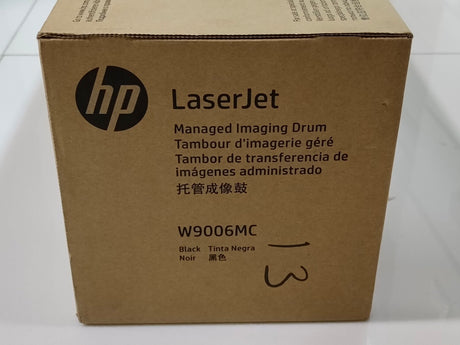 hp
LaserJet
Managed Imaging Drum
Tambour d'imagerie géré
Tambor de transferencia de
imágenes administrado
托管成像鼓
W9006MC
Black Tinta Negra
Noir 黑色
13